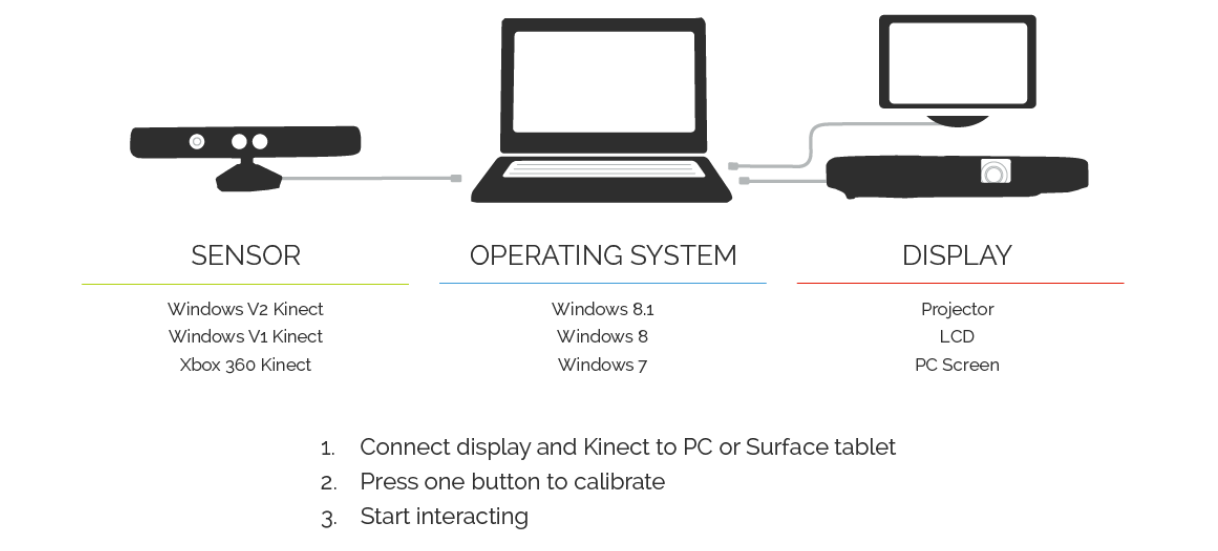 SENSOR
OPERATING SYSTEM
DISPLAY
Windows V2 Kinect
Windows V1 Kinect
Xbox 360 Kinect
Windows 8.1
Windows 8
Windows 7
Projector
LCD
PC Screen
1. Connect display and Kinect to PC or Surface tablet
2. Press one button to calibrate
3. Start interacting